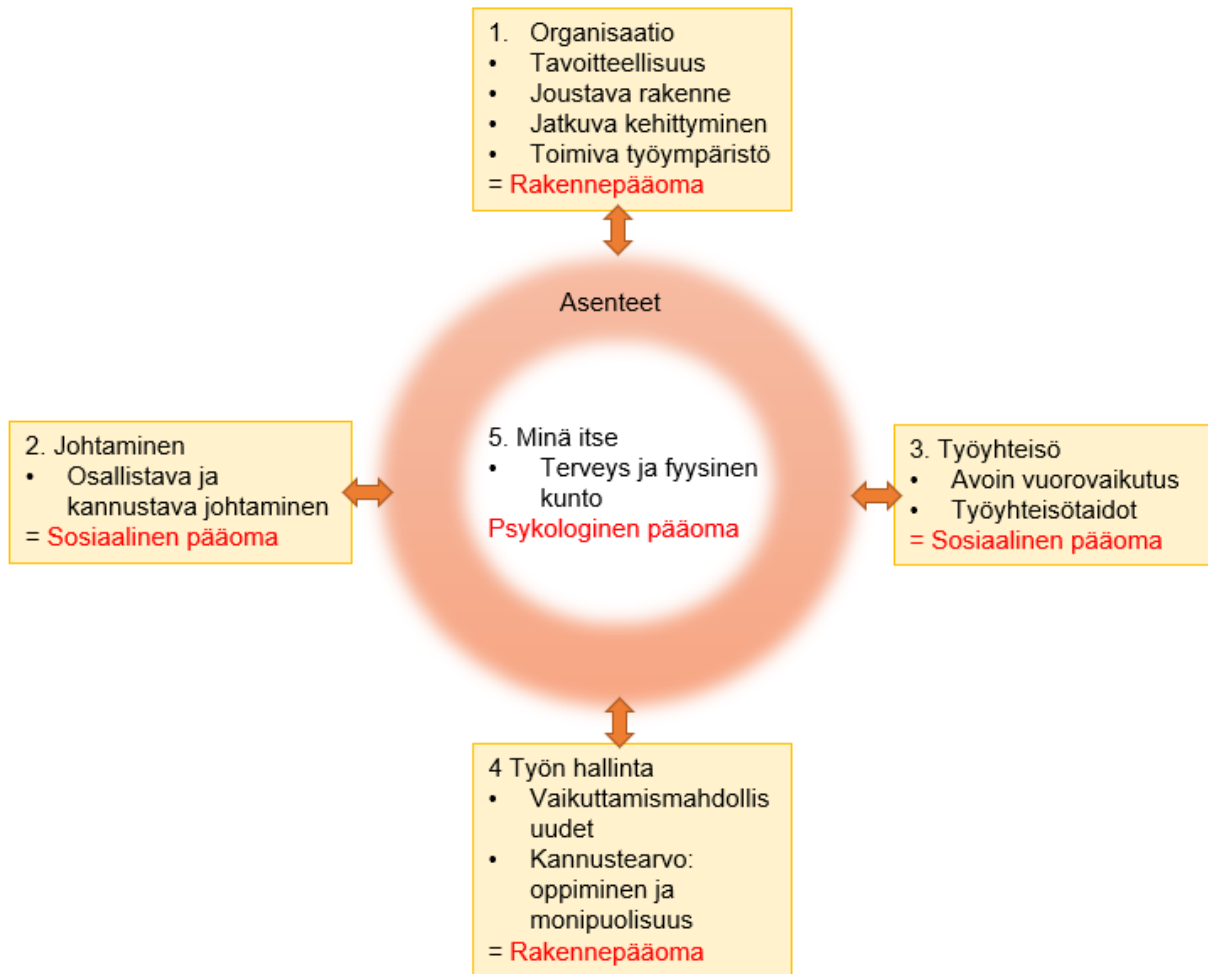 1. Organisaatio
• Tavoitteellisuus
• Joustava rakenne
• Jatkuva kehittyminen
• Toimiva työympäristö
= Rakennepääoma
Asenteet
2. Johtaminen
• Osallistava ja
kannustava johtaminen
= Sosiaalinen pääoma
5. Minä itse
• Terveys ja fyysinen
kunto
Psykologinen pääoma
3. Työyhteisö
• Avoin vuorovaikutus
• Työyhteisötaidot
= Sosiaalinen pääoma
4 Työn hallinta
• Vaikuttamismahdollis
uudet
• Kannustearvo:
oppiminen ja
monipuolisuus
= Rakennepääoma